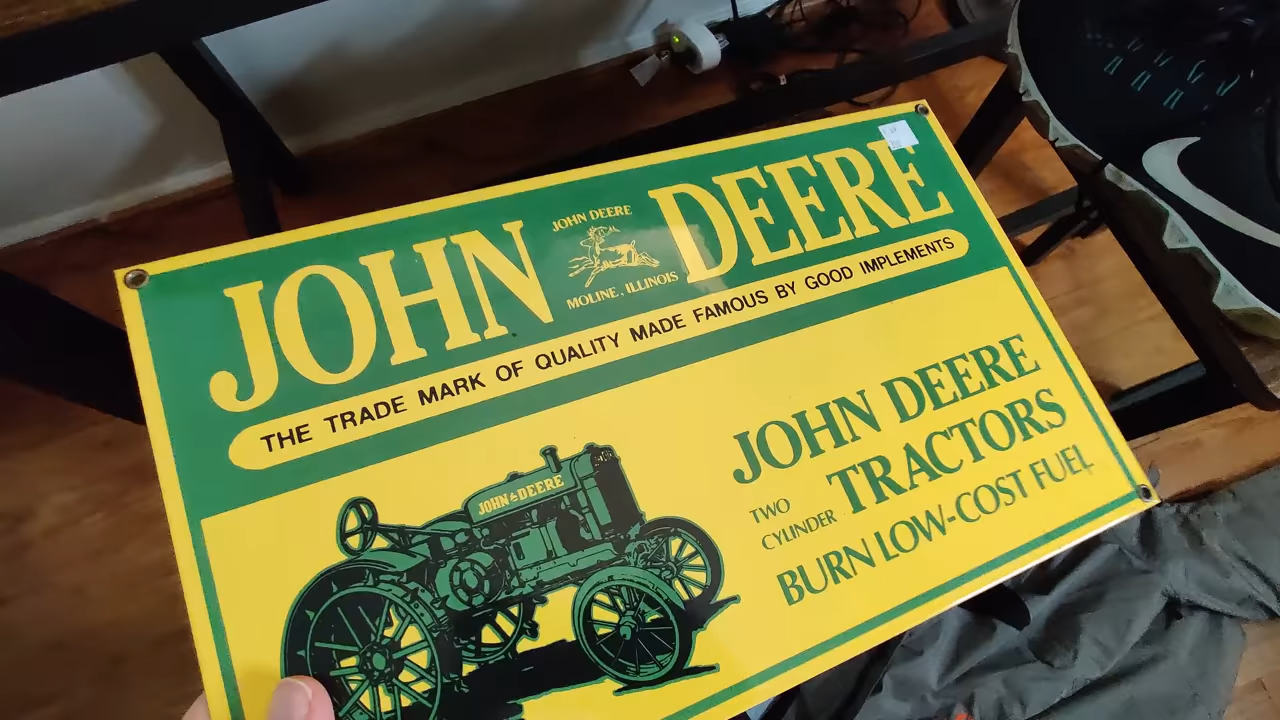 JOHN DEERE
JOHN DEERE
MOLINE, ILLINOIS
THE TRADE MARK OF QUALITY MADE FAMOUS BY GOOD IMPLEMENTS
JOHN DEERE
JOHN DEERE
TWO CYLINDER TRACTORS
BURN LOW-COST FUEL